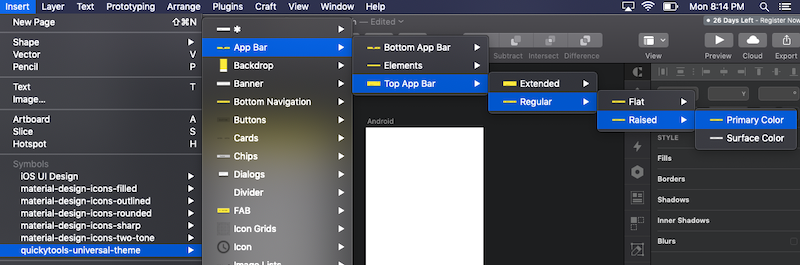 Insert Layer Text Prototyping Arrange Plugins Craft View Window Help Mon 8:14 PM
New Page ⇧⌘N
Shape
Vector V
Pencil P
Text T
Image...
Artboard A
Slice S
Hotspot H
Symbols
iOS UI Design
material-design-icons-filled
material-design-icons-outlined
material-design-icons-rounded
material-design-icons-sharp
material-design-icons-two-tone
quickytools-universal-theme
*
App Bar
Backdrop
Banner
Bottom Navigation
Buttons
Cards
Chips
Dialogs
Divider
FAB
Icon Grids
Icon
Image Lists
Bottom App Bar
Elements
Top App Bar
Extended
Regular
Flat
Raised
Primary Color
Surface Color
— Edited
26 Days Left - Register Now
Subtract Intersect Difference View Preview Cloud Export
Android
Y
STYLE
Fills
Borders
Shadows
Inner Shadows
Blurs